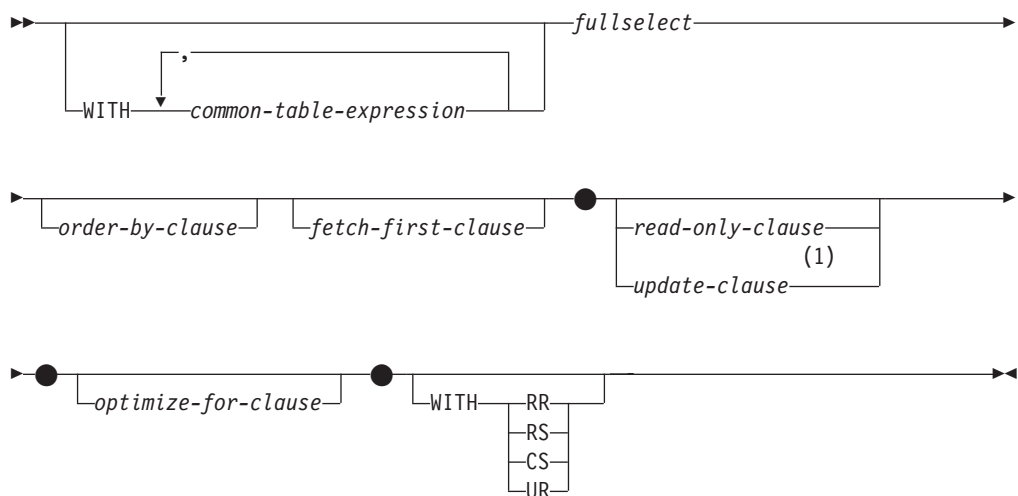 fullselect
,
WITH common-table-expression
order-by-clause fetch-first-clause read-only-clause
(1)
update-clause
optimize-for-clause WITH RR
RS
CS
UR